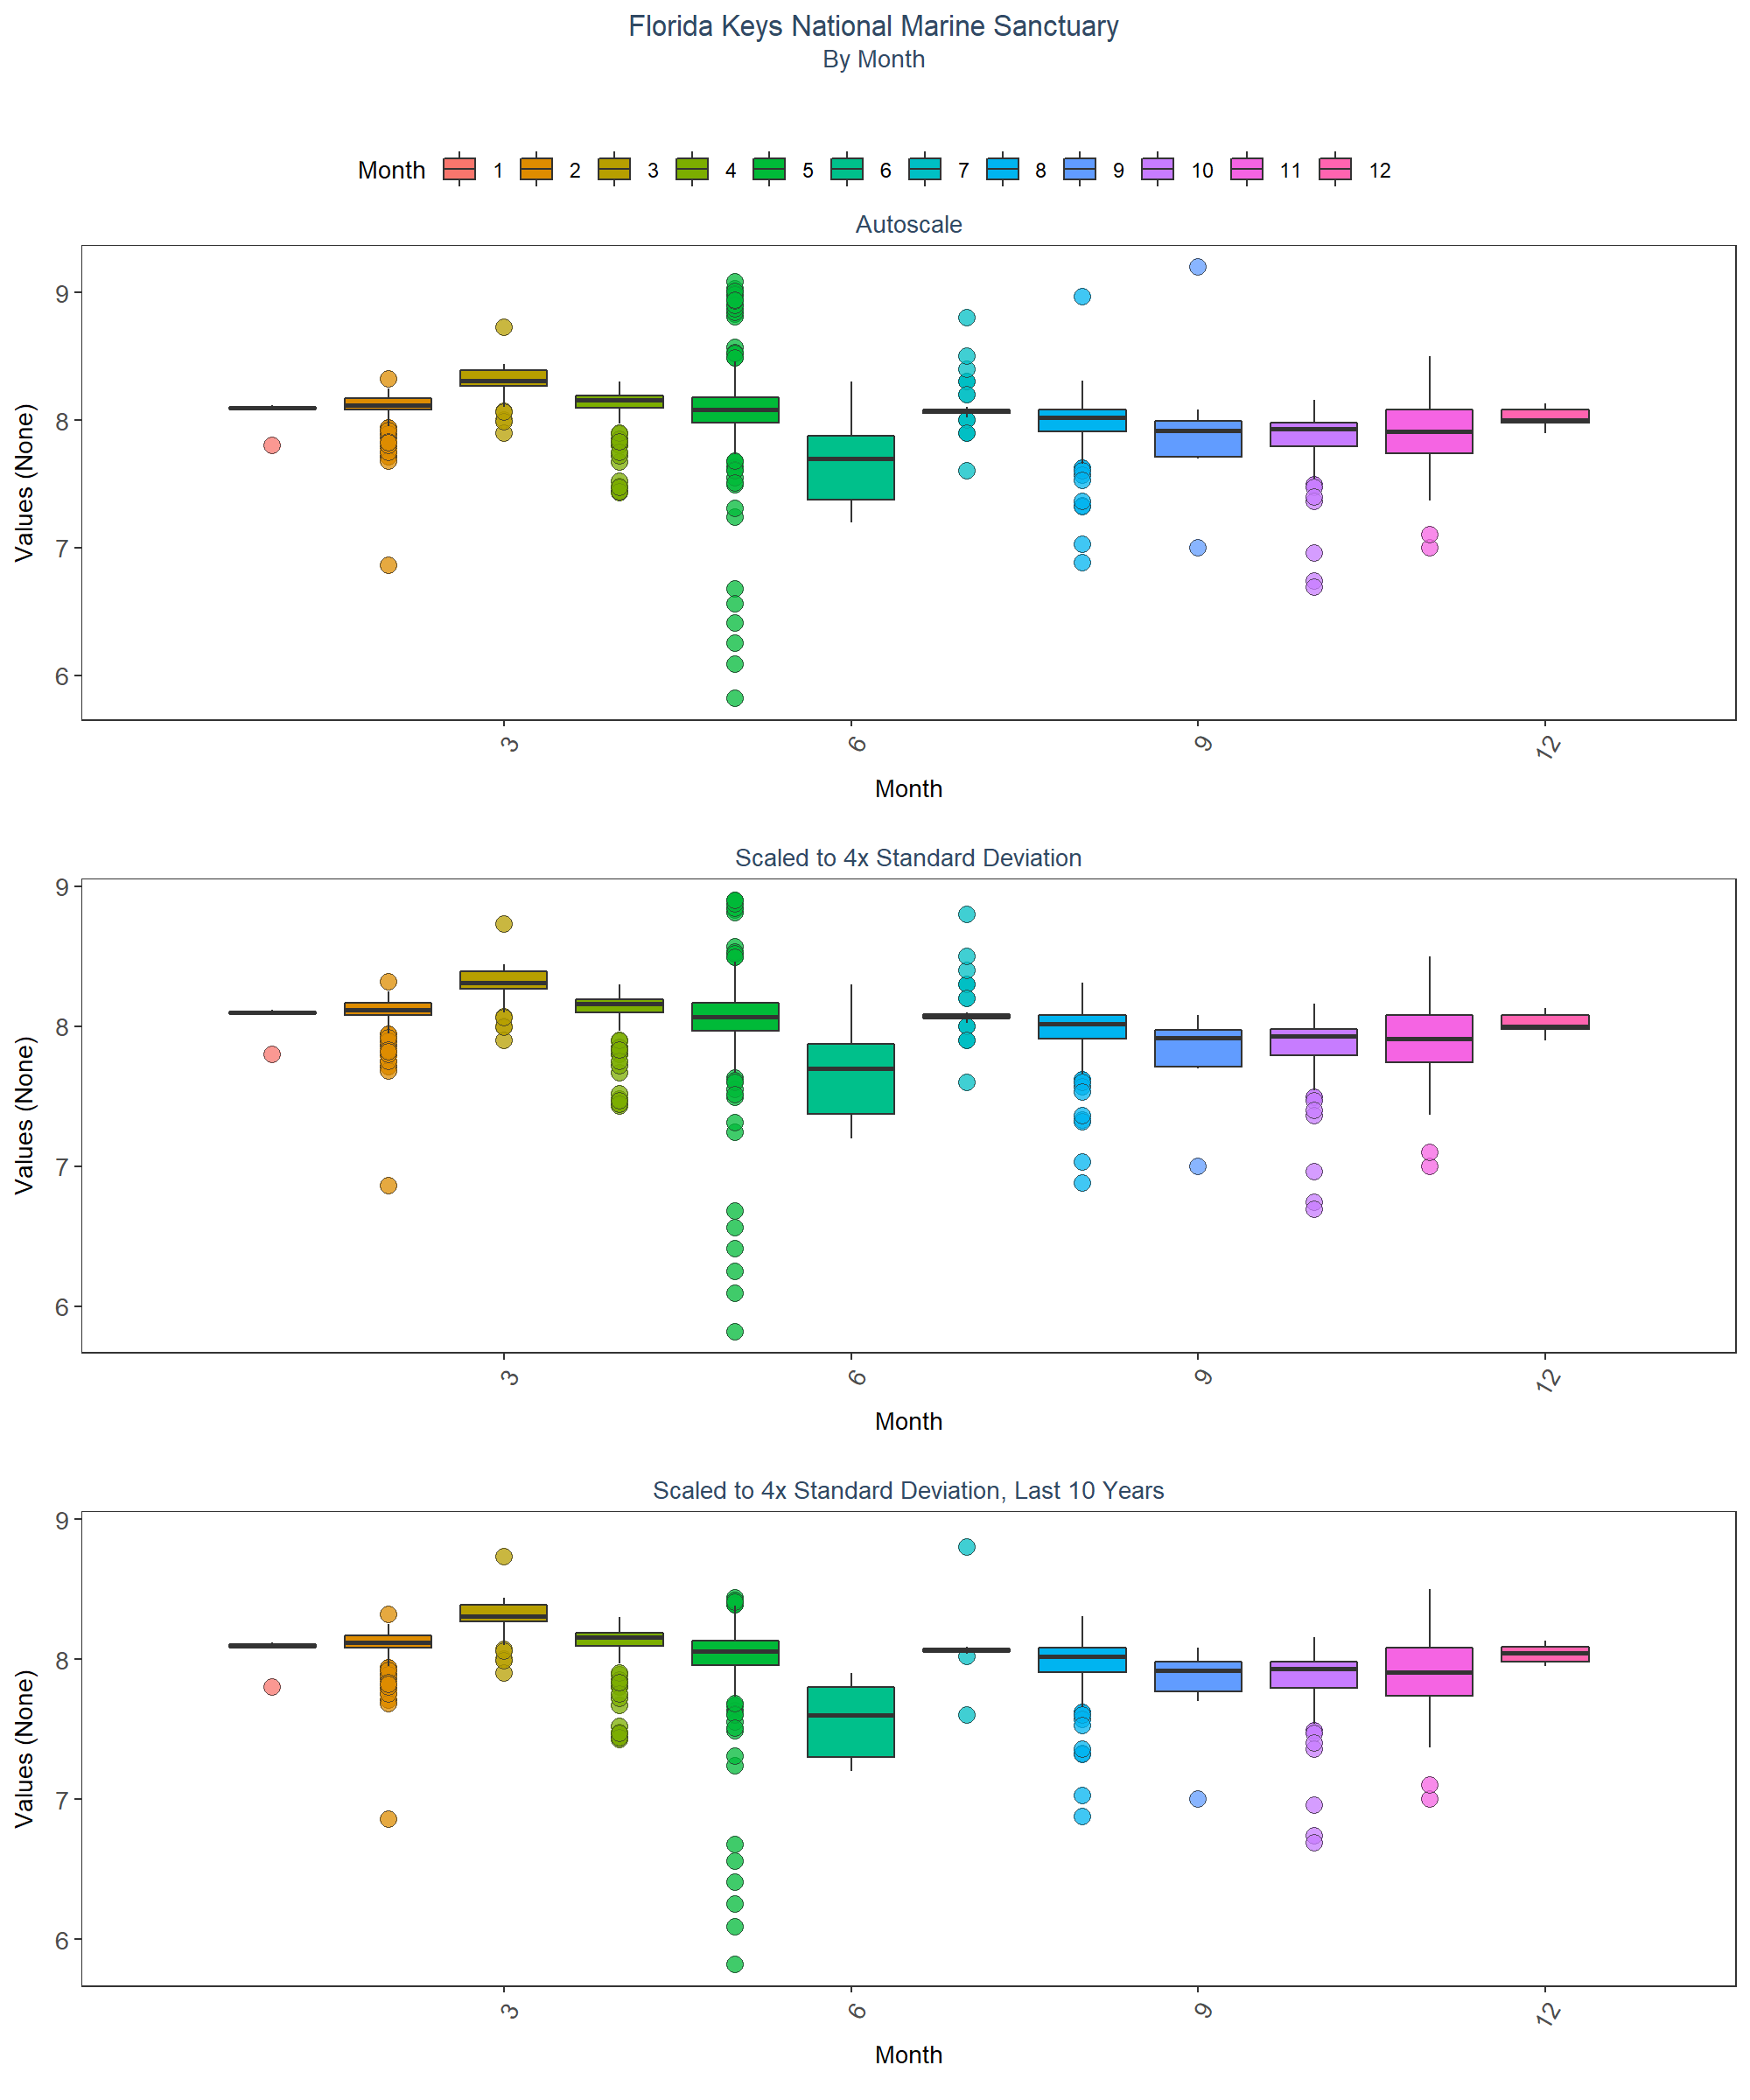 Florida Keys National Marine Sanctuary
By Month
Month 1 2 3 4 5 6 7 8 9 10 11 12
Autoscale
Values (None)
9
8
7
6
3 6 9 12
Month
Scaled to 4x Standard Deviation
Values (None)
9
8
7
6
3 6 9 12
Month
Scaled to 4x Standard Deviation, Last 10 Years
Values (None)
9
8
7
6
3 6 9 12
Month